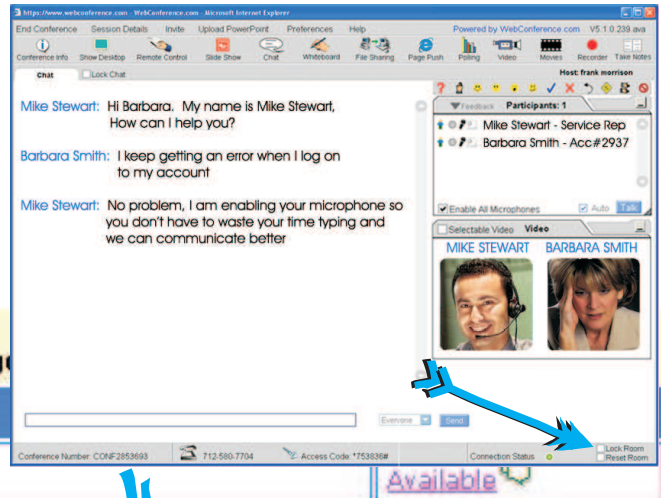 https://www.webconference.com - WebConference.com - Microsoft Internet Explorer
End Conference Session Details Invite Upload PowerPoint Preferences Help Powered by WebConference.com V5.1.0.239.ava
Conference Info Show Desktop Remote Control Slide Show Chat Whiteboard File Sharing Page Push Polling Video Movies Recorder Take Notes
Chat Lock Chat Host: frank morrison
Feedback Participants: 1
Mike Stewart: Hi Barbara. My name is Mike Stewart,
How can I help you?
Barbara Smith: I keep getting an error when I log on
to my account
Mike Stewart: No problem, I am enabling your microphone so
you don't have to waste your time typing and
we can communicate better
Mike Stewart - Service Rep
Barbara Smith - Acc#2937
Enable All Microphones Auto Talk
Selectable Video Video
MIKE STEWART BARBARA SMITH
Everyone Send
Conference Number: CONF2853693 712-580-7704 Access Code: *753836# Connection Status
Lock Room
Reset Room
Available